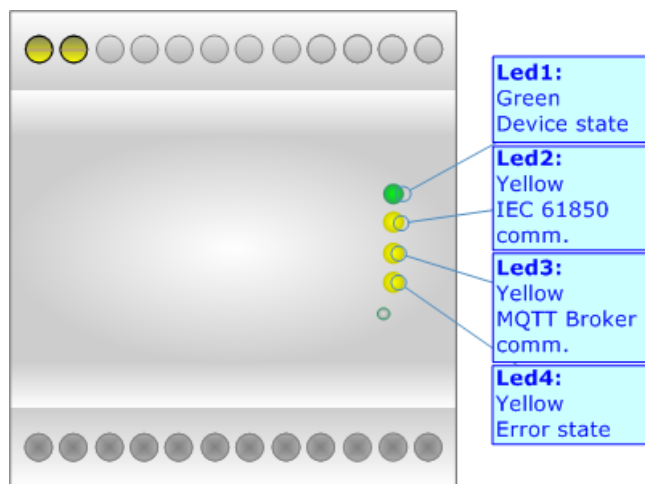 Led1:
Green
Device state
Led2:
Yellow
IEC 61850
comm.
Led3:
Yellow
MQTT Broker
comm.
Led4:
Yellow
Error state